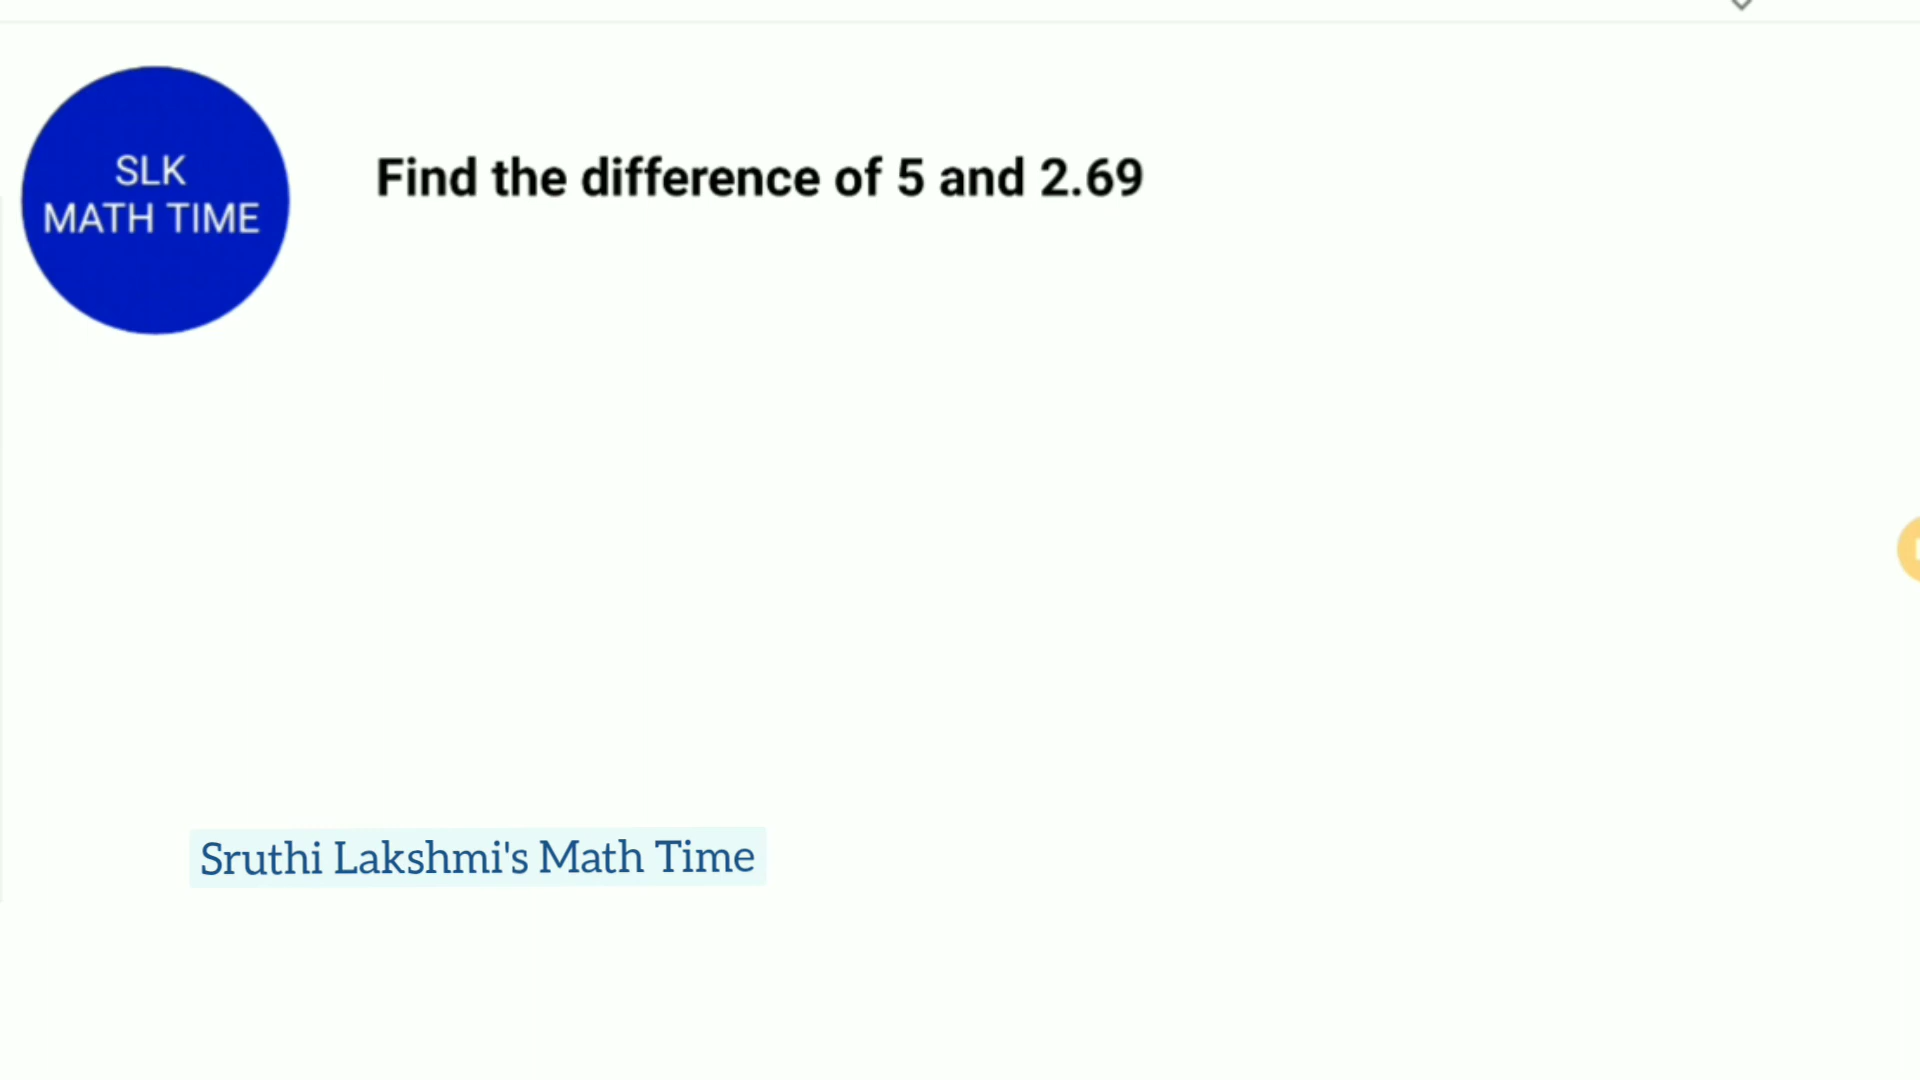 SLK
MATH TIME
Find the difference of 5 and 2.69
Sruthi Lakshmi's Math Time